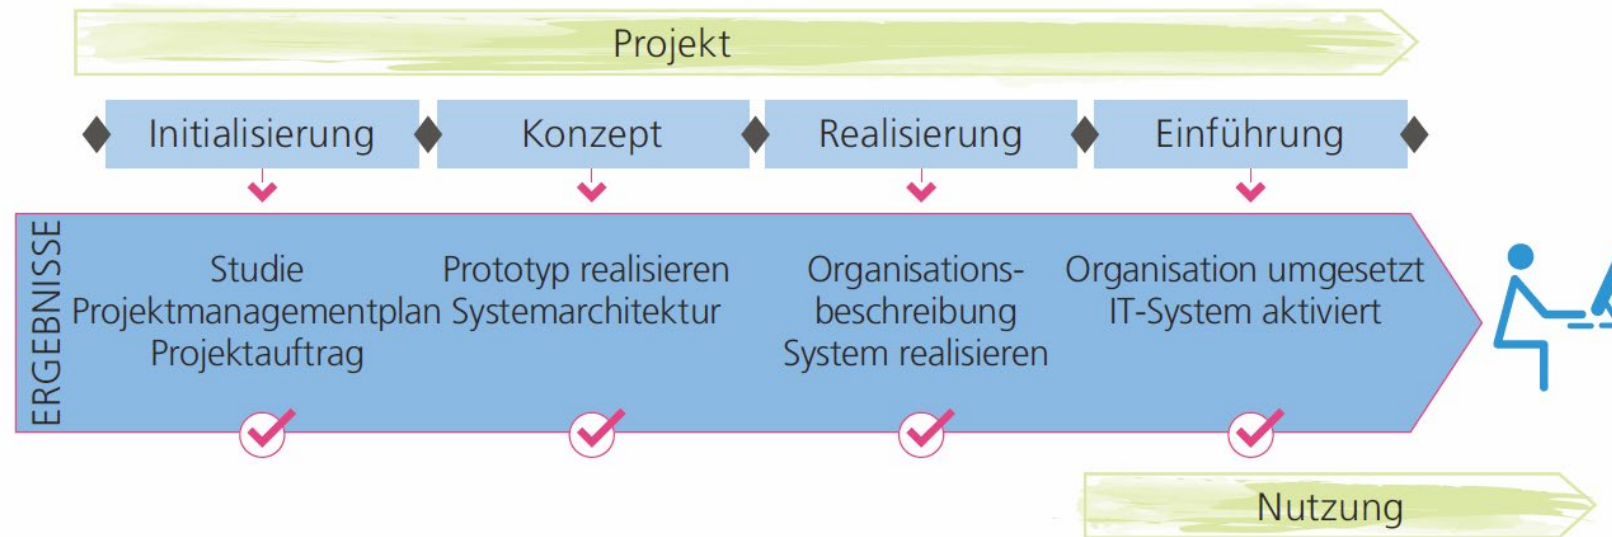 Projekt
Initialisierung
Konzept
Realisierung
Einführung
ERGEBNISSE
Studie
Projektmanagementplan
Projektauftrag
Prototyp realisieren
Systemarchitektur
Organisations-
beschreibung
System realisieren
Organisation umgesetzt
IT-System aktiviert
Nutzung